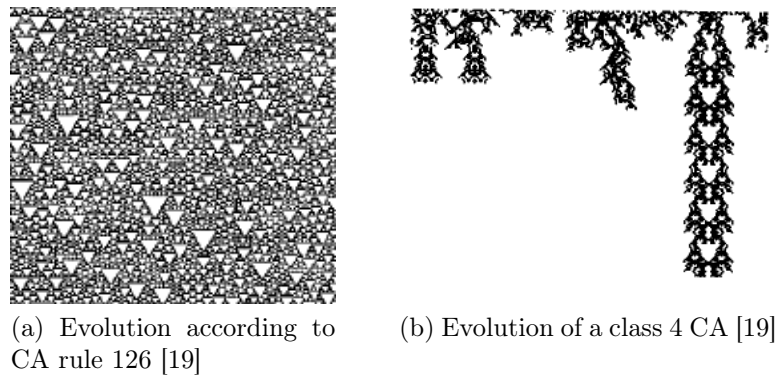 (a) Evolution according to
CA rule 126 [19]
(b) Evolution of a class 4 CA [19]